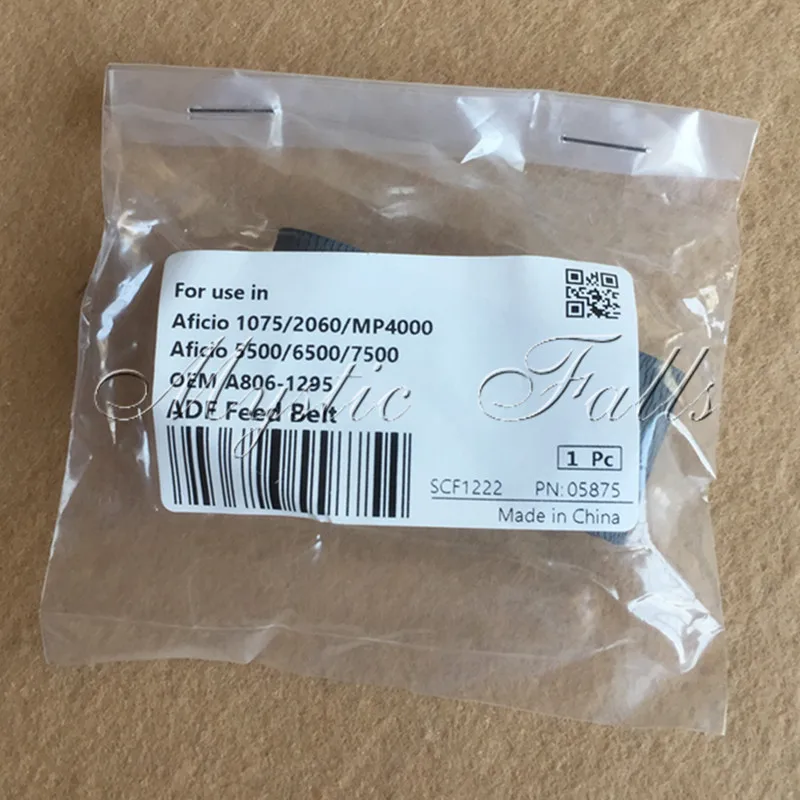 For use in
Aficio 1075/2060/MP4000
Aficio 5500/6500/7500
OEM A806-1295
ADF Feed Belt
1 Pc
SCF1222 PN:05875
Made in China
Mystic Falls